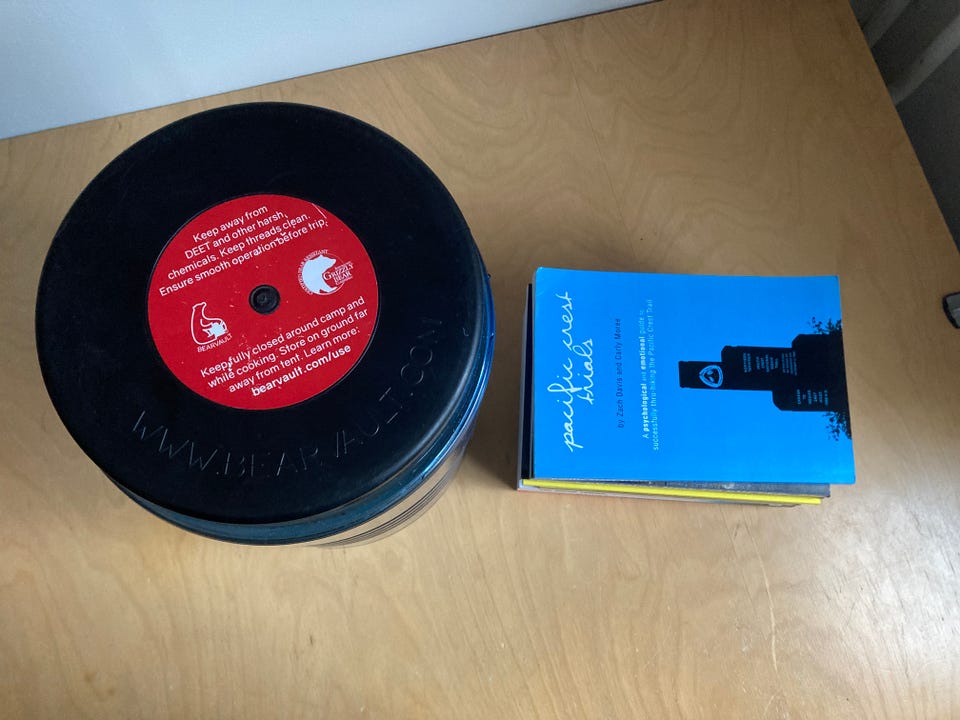 Keep away from
DEET and other harsh
chemicals. Keep threads clean.
Ensure smooth operation before trip.
GRIZZLY
BEAR
BEARVAULT
Keep fully closed around camp and
while cooking. Store on ground far
away from tent. Learn more:
bearvault.com/use
WWW.BEARVAULT.COM
pacific crest
trials
by Zach Davis and Carly Moree
A psychological and emotional guide to
successfully thru-hiking the Pacific Crest Trail